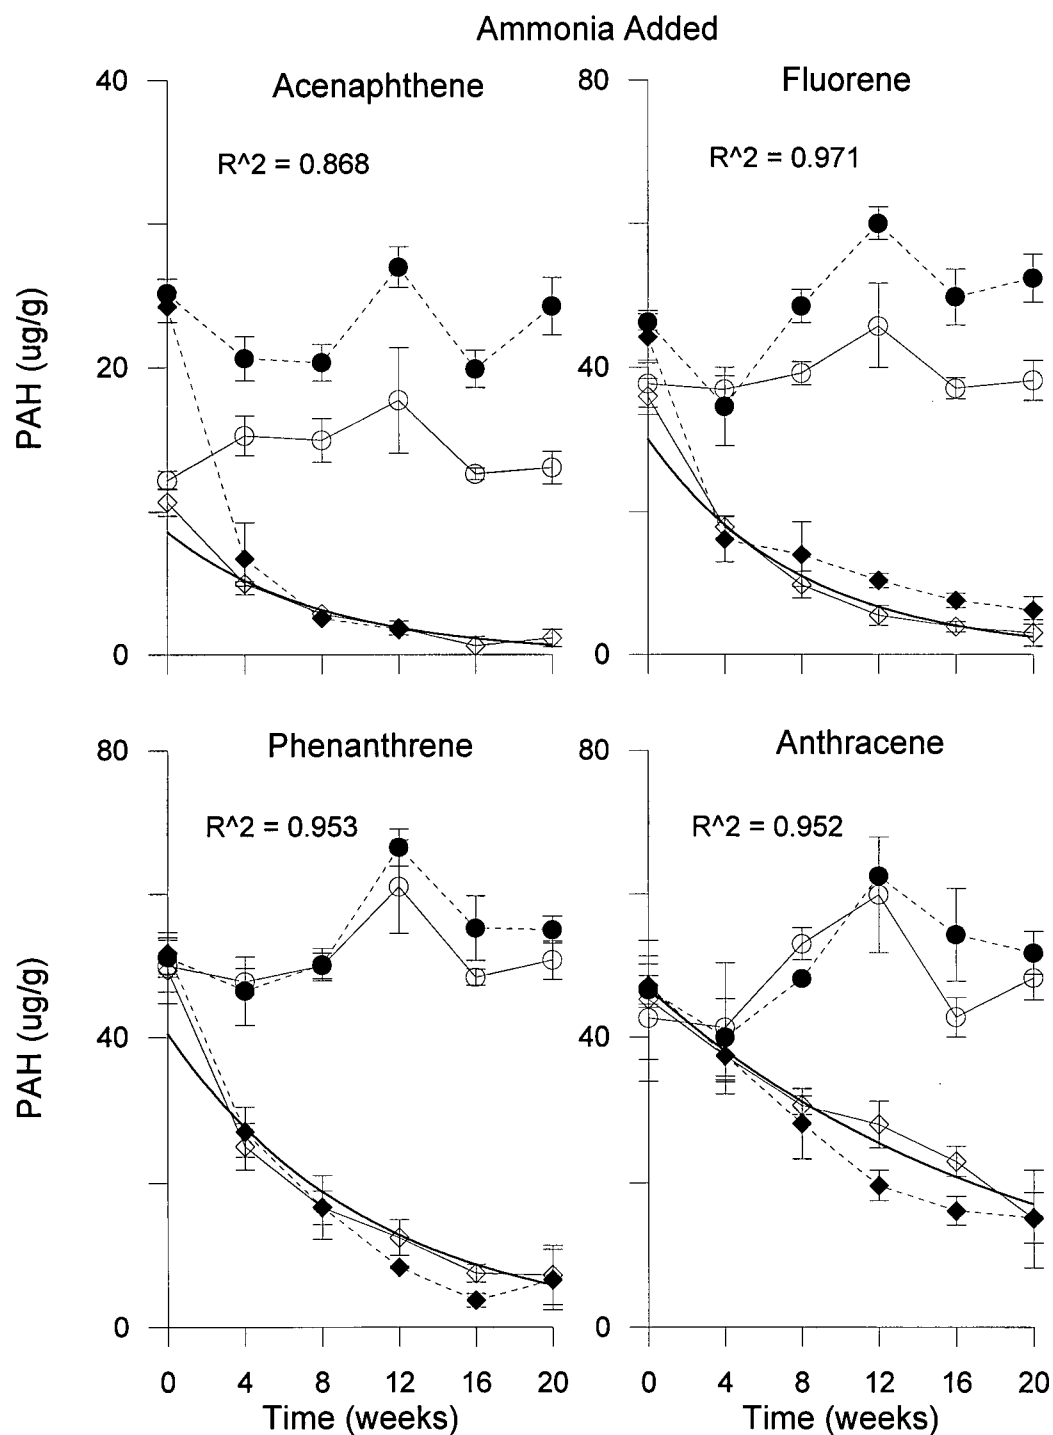 Ammonia Added
Acenaphthene
R^2 = 0.868
40
20
0
PAH (ug/g)
Fluorene
R^2 = 0.971
80
40
0
Phenanthrene
R^2 = 0.953
80
40
0
PAH (ug/g)
0 4 8 12 16 20
Time (weeks)
Anthracene
R^2 = 0.952
80
40
0
0 4 8 12 16 20
Time (weeks)